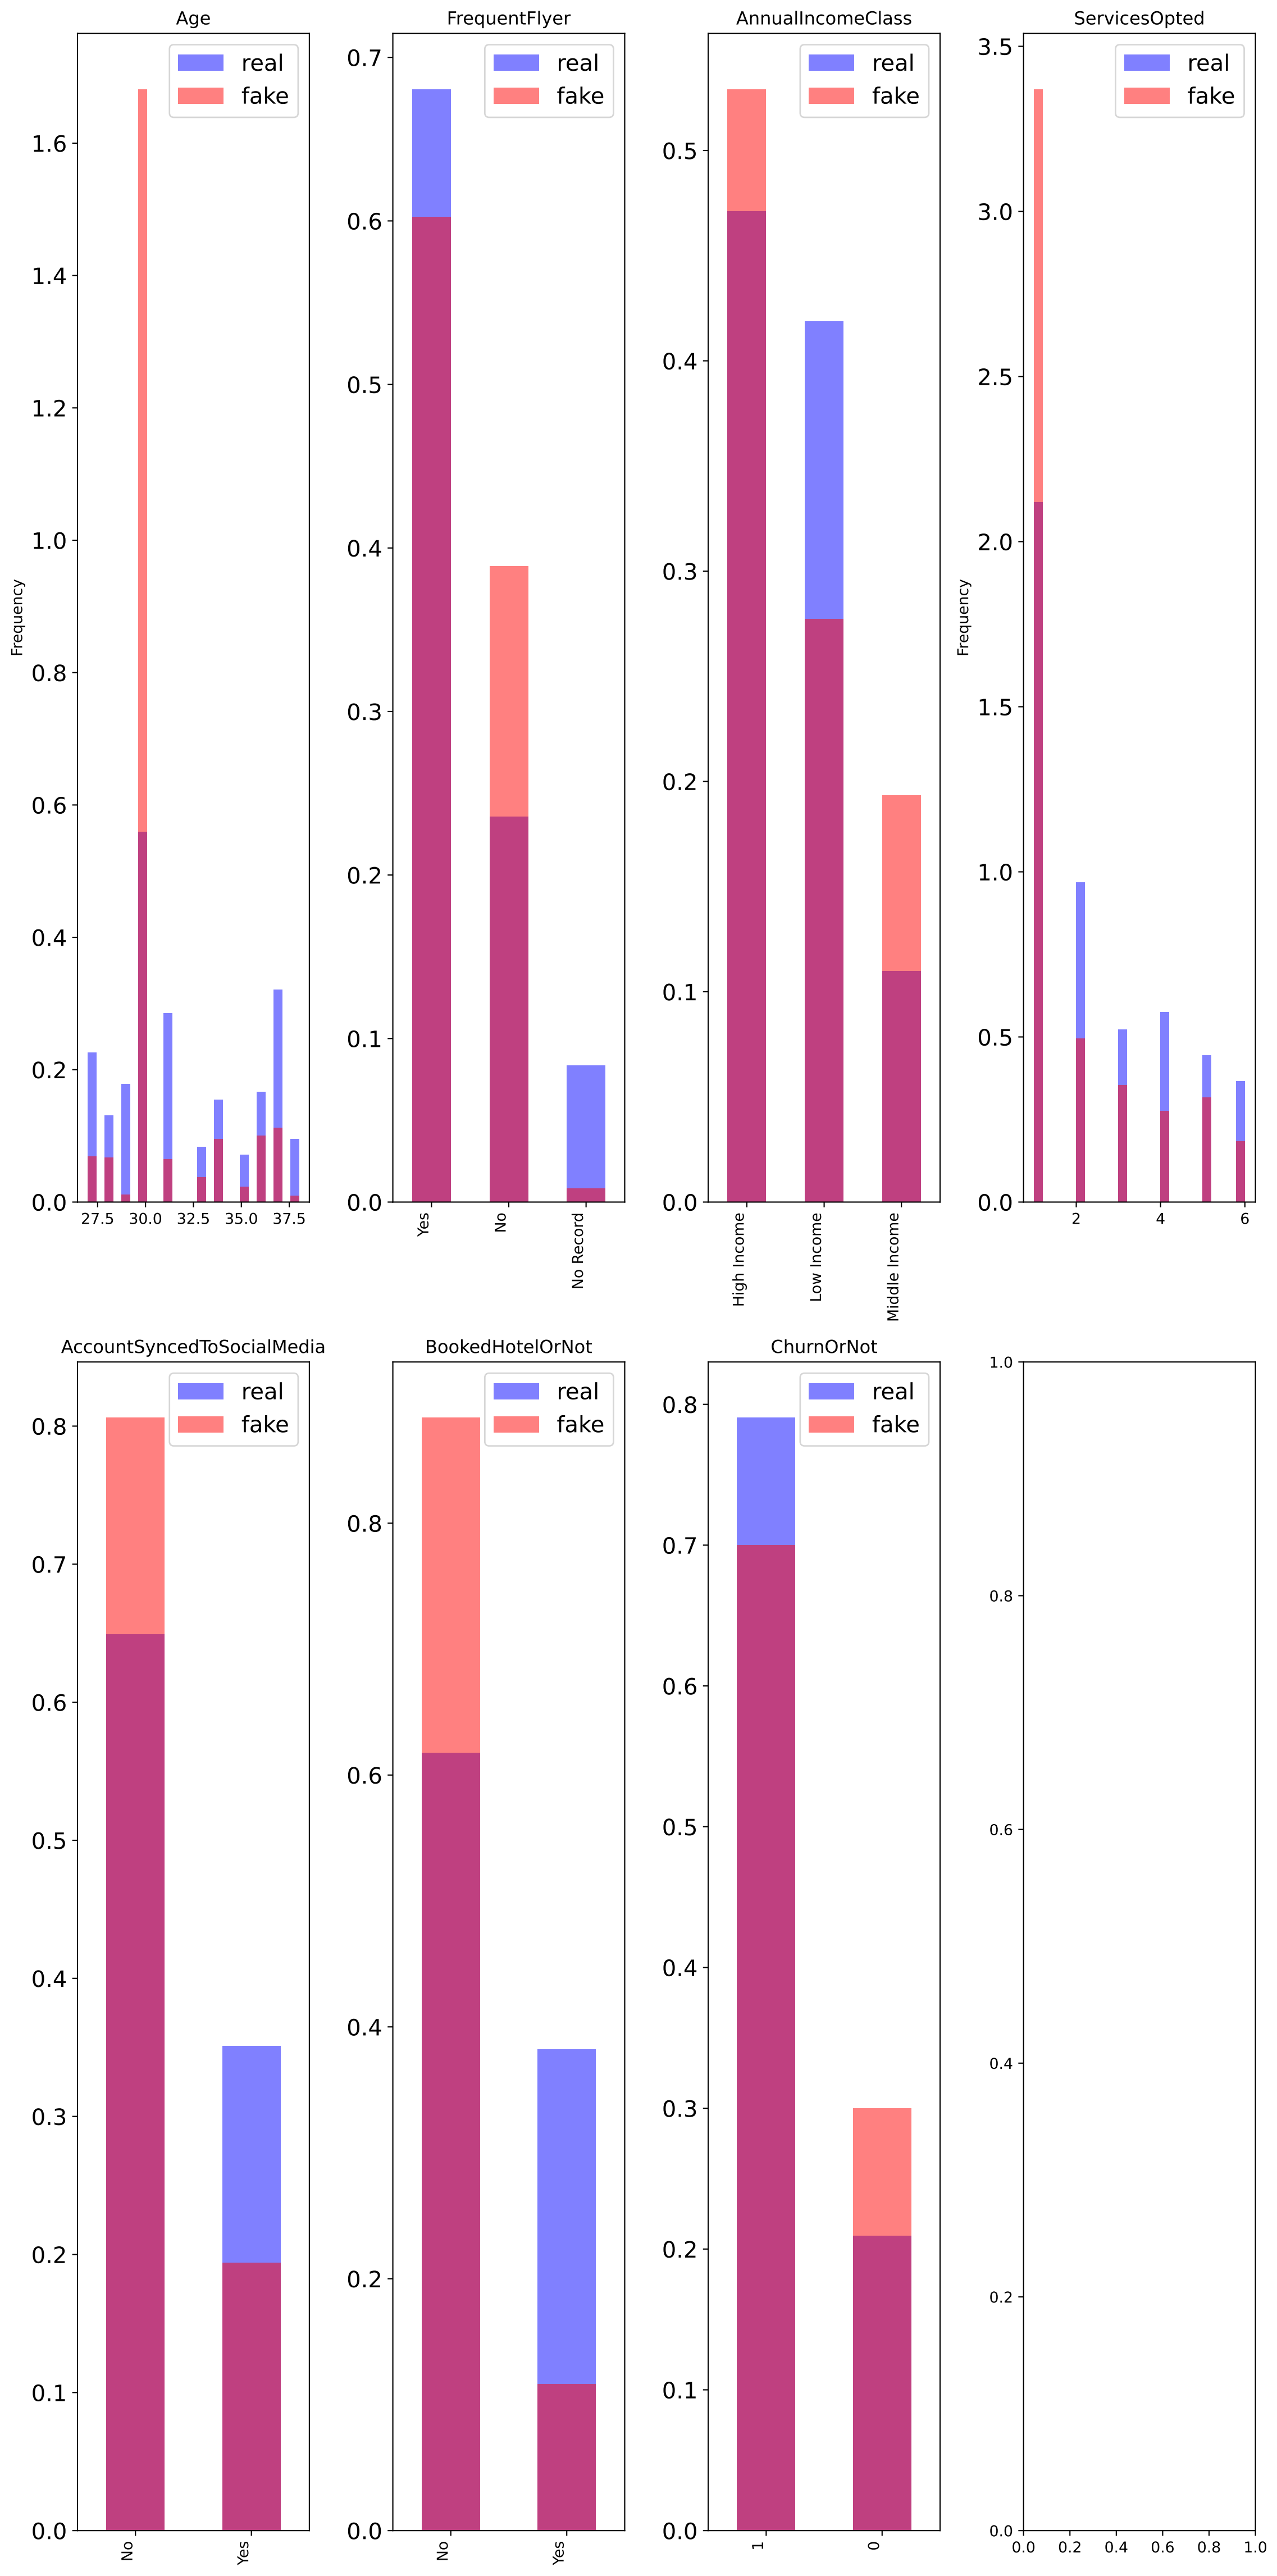 Age
real
fake
Frequency
1.6
1.4
1.2
1.0
0.8
0.6
0.4
0.2
0.0
27.5 30.0 32.5 35.0 37.5
FrequentFlyer
real
fake
0.7
0.6
0.5
0.4
0.3
0.2
0.1
0.0
Yes
No
No Record
AnnualIncomeClass
real
fake
0.5
0.4
0.3
0.2
0.1
0.0
High Income
Low Income
Middle Income
ServicesOpted
real
fake
Frequency
3.5
3.0
2.5
2.0
1.5
1.0
0.5
0.0
2 4 6
AccountSyncedToSocialMedia
real
fake
0.8
0.7
0.6
0.5
0.4
0.3
0.2
0.1
0.0
No
Yes
BookedHotelOrNot
real
fake
0.8
0.6
0.4
0.2
0.0
No
Yes
ChurnOrNot
real
fake
0.8
0.7
0.6
0.5
0.4
0.3
0.2
0.1
0.0
1
0
1.0
0.8
0.6
0.4
0.2
0.0
0.0 0.2 0.4 0.6 0.8 1.0